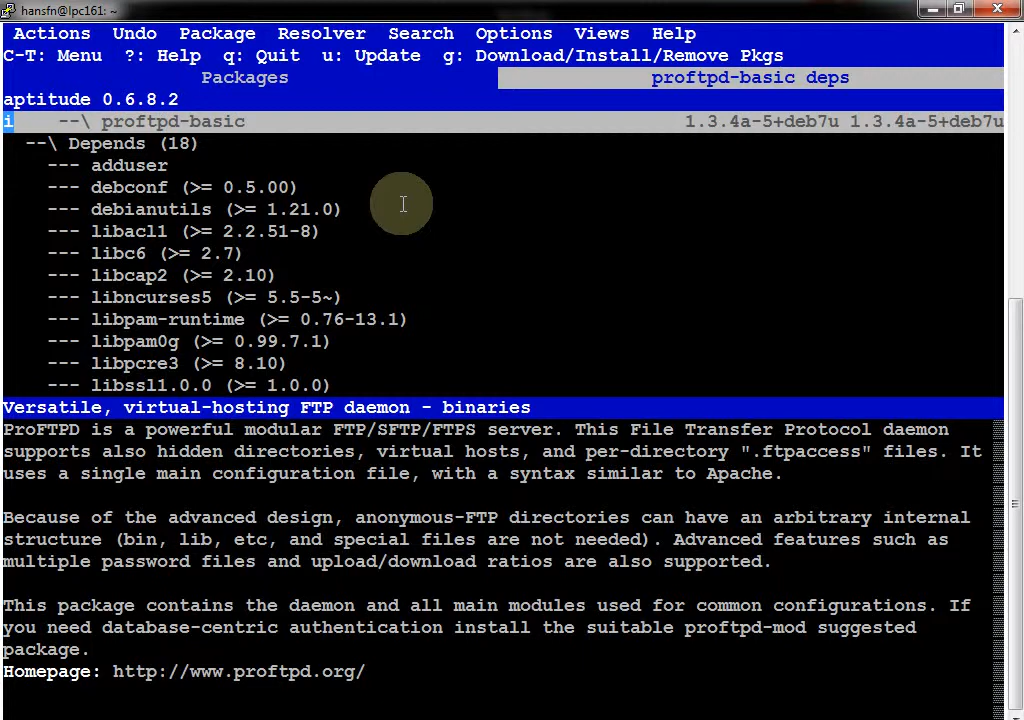 hansfn@lpc161: ~
Actions Undo Package Resolver Search Options Views Help
C-T: Menu ?: Help q: Quit u: Update g: Download/Install/Remove Pkgs
Packages proftpd-basic deps
aptitude 0.6.8.2
i --\ proftpd-basic 1.3.4a-5+deb7u 1.3.4a-5+deb7u
--\ Depends (18)
--- adduser
--- debconf (>= 0.5.00)
--- debianutils (>= 1.21.0)
--- libacl1 (>= 2.2.51-8)
--- libc6 (>= 2.7)
--- libcap2 (>= 2.10)
--- libncurses5 (>= 5.5-5~)
--- libpam-runtime (>= 0.76-13.1)
--- libpam0g (>= 0.99.7.1)
--- libpcre3 (>= 8.10)
--- libssl1.0.0 (>= 1.0.0)
Versatile, virtual-hosting FTP daemon - binaries
ProFTPD is a powerful modular FTP/SFTP/FTPS server. This File Transfer Protocol daemon
supports also hidden directories, virtual hosts, and per-directory ".ftpaccess" files. It
uses a single main configuration file, with a syntax similar to Apache.
Because of the advanced design, anonymous-FTP directories can have an arbitrary internal
structure (bin, lib, etc, and special files are not needed). Advanced features such as
multiple password files and upload/download ratios are also supported.
This package contains the daemon and all main modules used for common configurations. If
you need database-centric authentication install the suitable proftpd-mod suggested
package.
Homepage: http://www.proftpd.org/